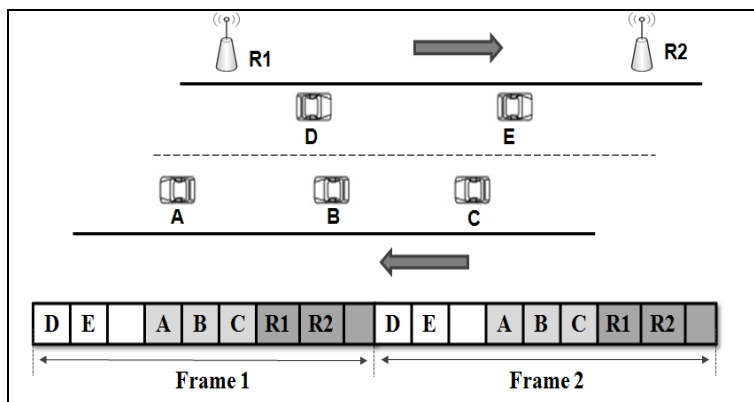 R1 R2
D E
A B C
D E A B C R1 R2 D E A B C R1 R2
Frame 1 Frame 2